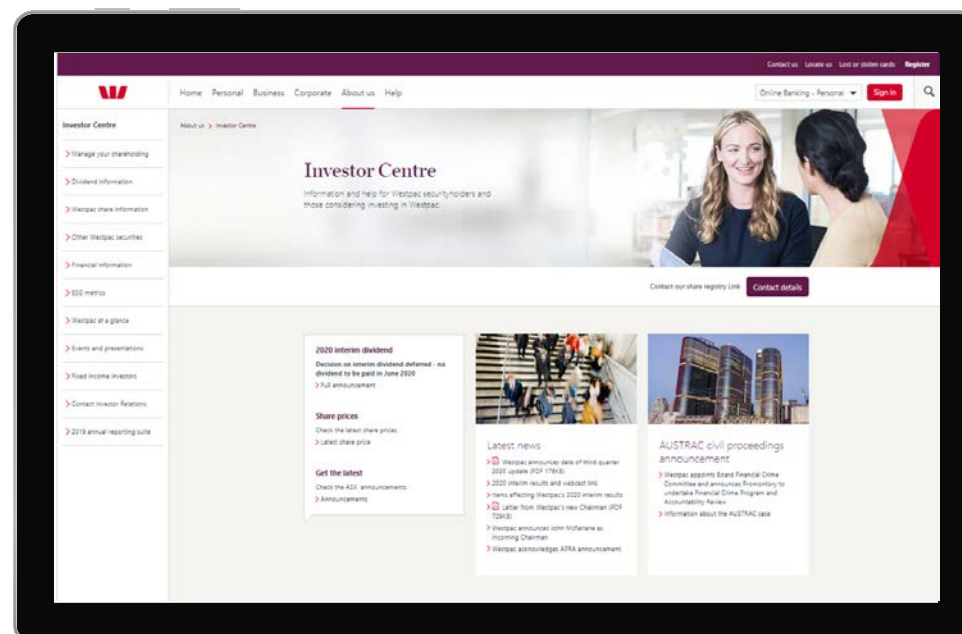 Contact us Locate us Lost or stolen cards Register
Home Personal Business Corporate About us Help
Online Banking - Personal
Sign in
Investor Centre
Manage your shareholding
Dividend information
Westpac share information
Other Westpac securities
Financial information
ESG metrics
Westpac at a glance
Events and presentations
Fixed income investors
Contact Investor Relations
2019 annual reporting suite
About us > Investor Centre
Investor Centre
Information and help for Westpac securityholders and
those considering investing in Westpac.
Contact our share registry Link
Contact details
2020 interim dividend
Decision on interim dividend deferred - no
dividend to be paid in June 2020
> Full announcement
Share prices
Check the latest share prices.
> Latest share price
Get the latest
Check the ASX announcements.
> Announcements
Latest news
> Westpac announces date of third quarter
2020 update (PDF 176KB)
> 2020 interim results and webcast link
> Items affecting Westpac's 2020 interim results
> Letter from Westpac's new Chairman (PDF
729KB)
> Westpac announces John McFarlane as
incoming Chairman
> Westpac acknowledges APRA announcement
AUSTRAC civil proceedings
announcement
> Westpac appoints Board Financial Crime
Committee and announces Promontory to
undertake Financial Crime Program and
Accountability Review
> Information about the AUSTRAC case